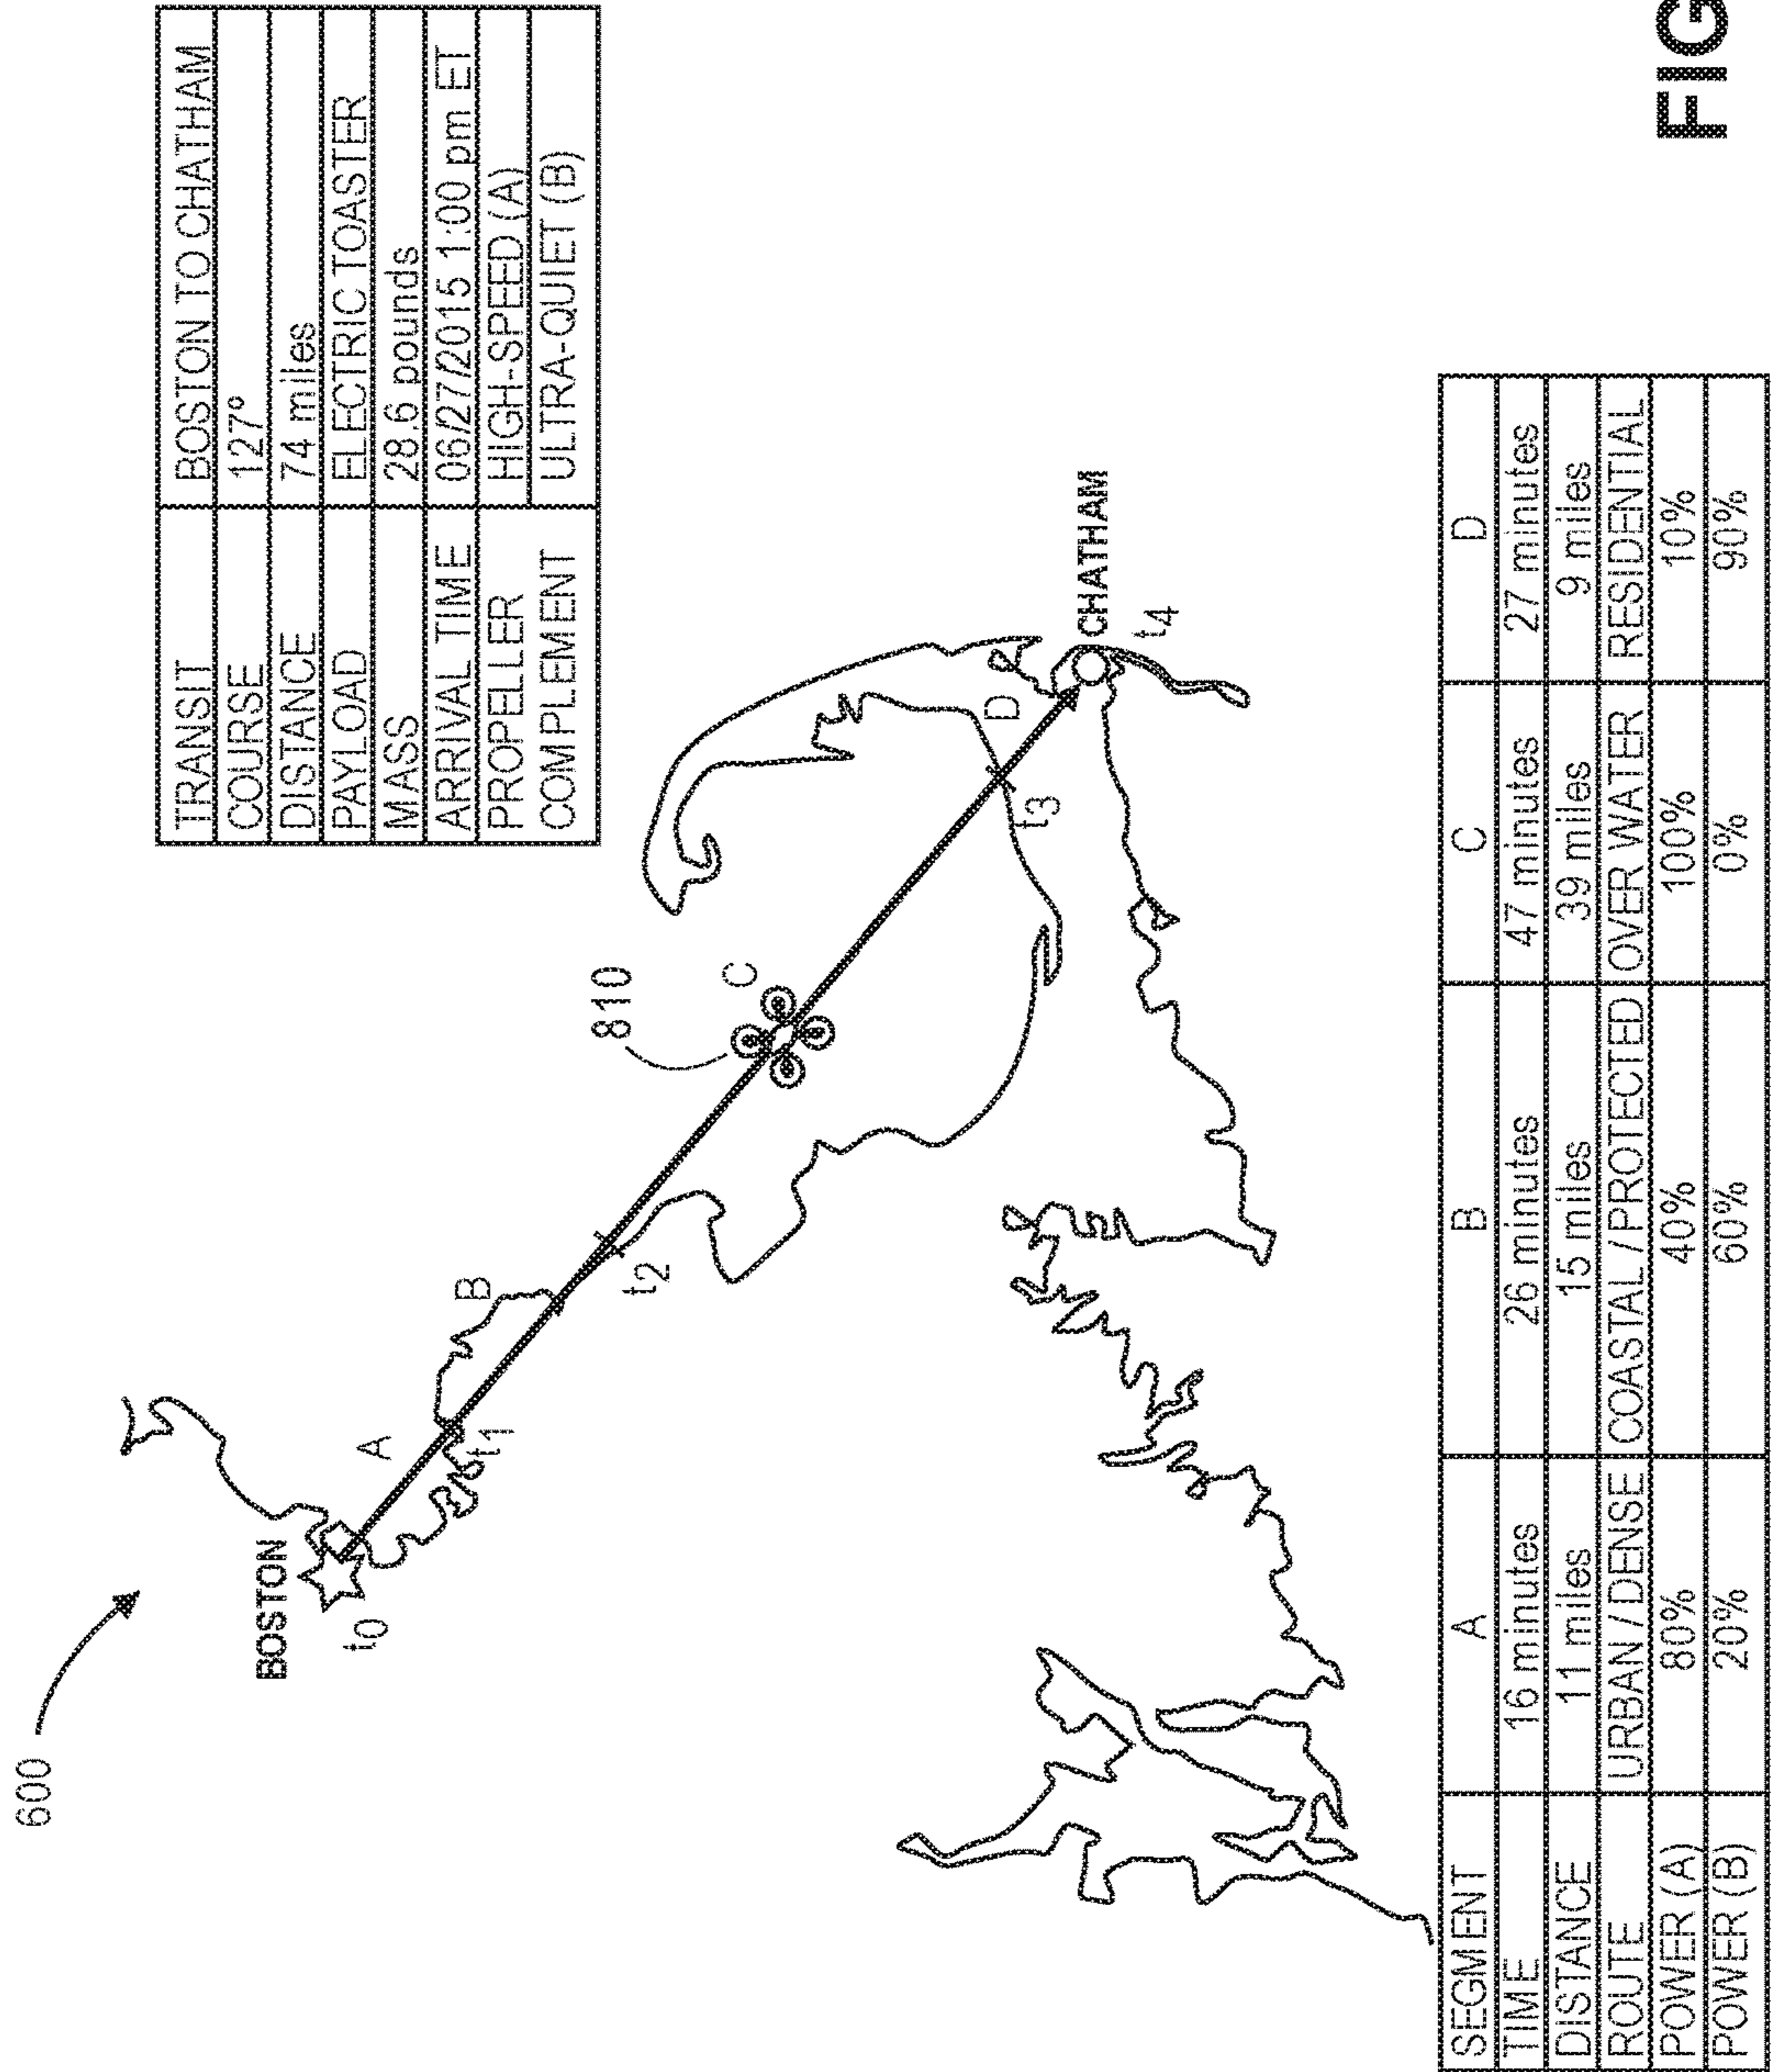 600
TRANSIT BOSTON TO CHATHAM
COURSE 127°
DISTANCE 74 miles
PAYLOAD ELECTRIC TOASTER
MASS 28.6 pounds
ARRIVAL TIME 06/27/2015 1:00 pm ET
PROPELLER HIGH-SPEED (A)
COMPLEMENT ULTRA-QUIET (B)
BOSTON
t0
A
t1
B
t2
810
C
t3
D
CHATHAM
t4
SEGMENT A B C D
TIME 16 minutes 26 minutes 47 minutes 27 minutes
DISTANCE 11 miles 15 miles 39 miles 9 miles
ROUTE URBAN / DENSE COASTAL / PROTECTED OVER WATER RESIDENTIAL
POWER (A) 80% 40% 100% 10%
POWER (B) 20% 60% 0% 90%
FIG